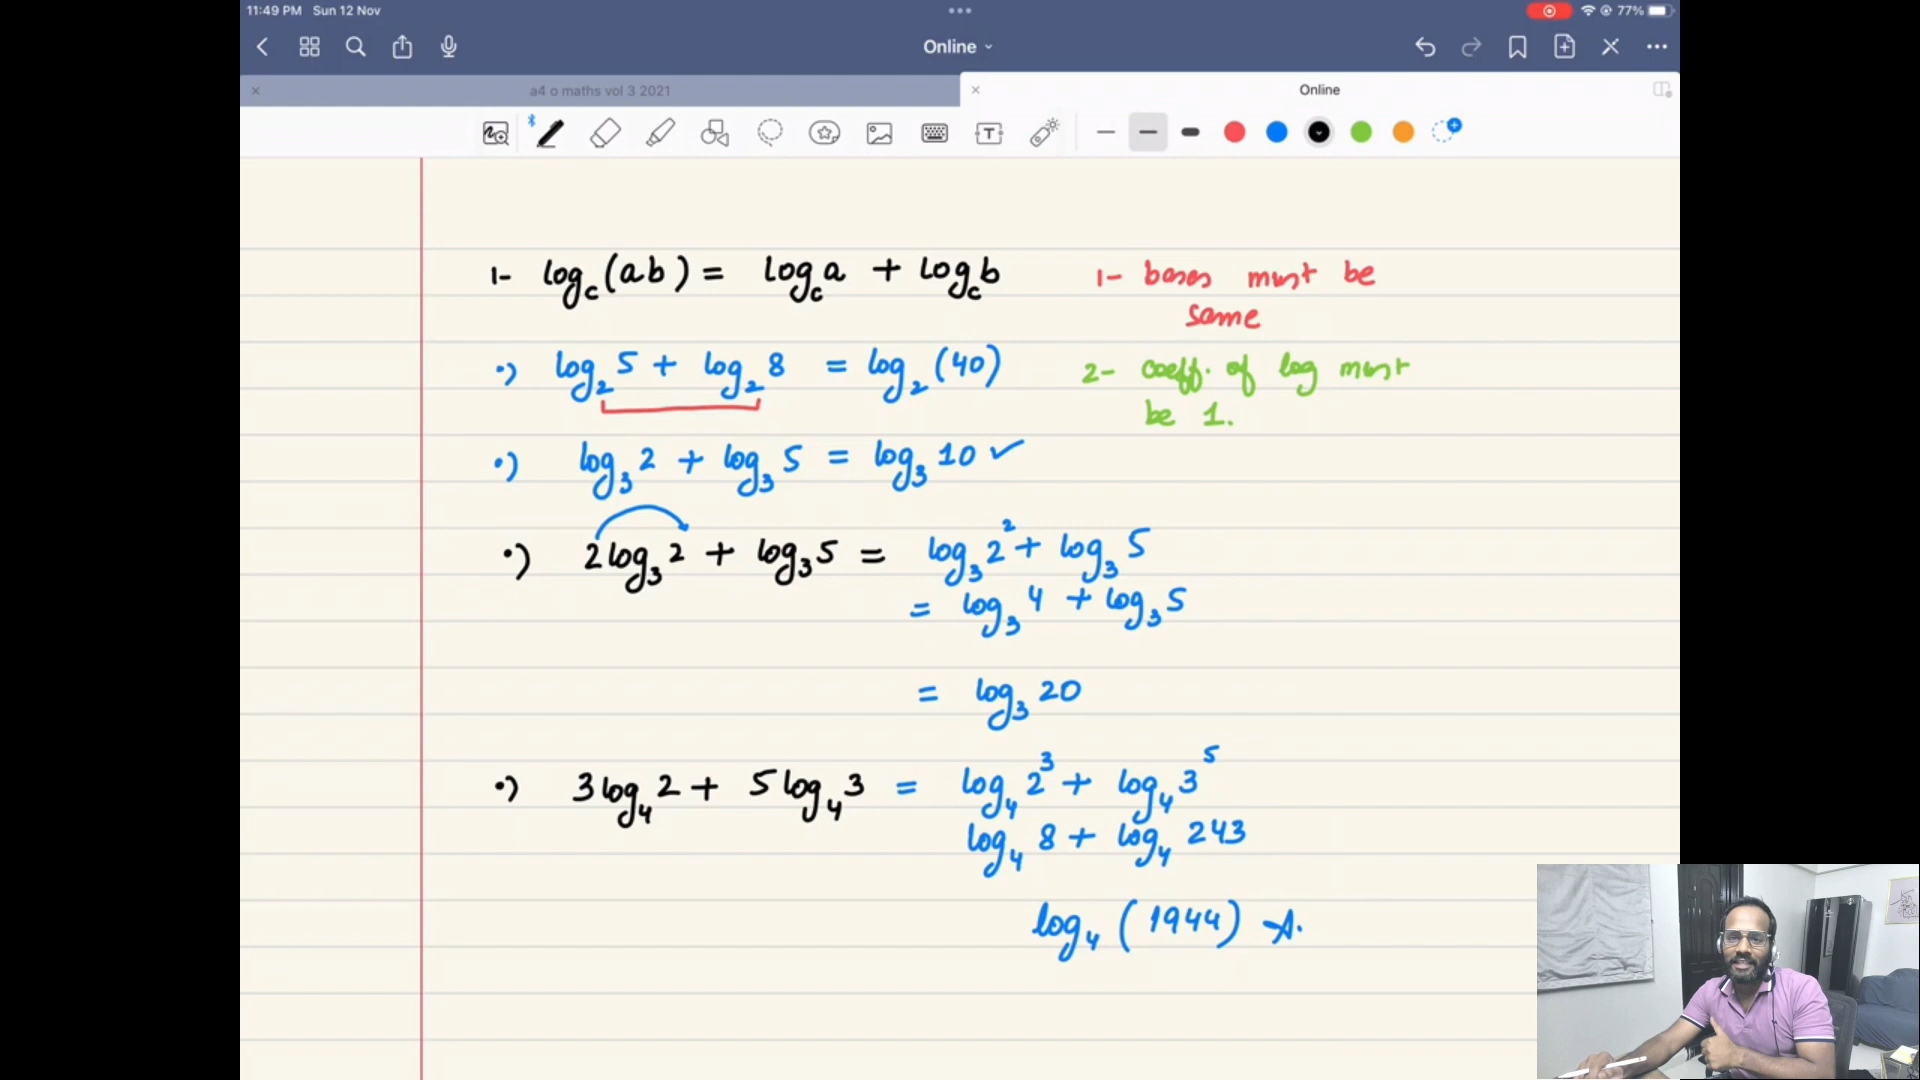 11:49 PM Sun 12 Nov
77%
Online
a4 o maths vol 3 2021
Online
1- log_c(ab) = log_c a + log_c b
1- bases must be
same
•) log_2 5 + log_2 8 = log_2 (40)
2- coeff. of log must
be 1.
•) log_3 2 + log_3 5 = log_3 10 ✓
•) 2log_3 2 + log_3 5 = log_3 2^2 + log_3 5
= log_3 4 + log_3 5
= log_3 20
•) 3log_4 2 + 5log_4 3 = log_4 2^3 + log_4 3^5
log_4 8 + log_4 243
log_4 (1944) A.